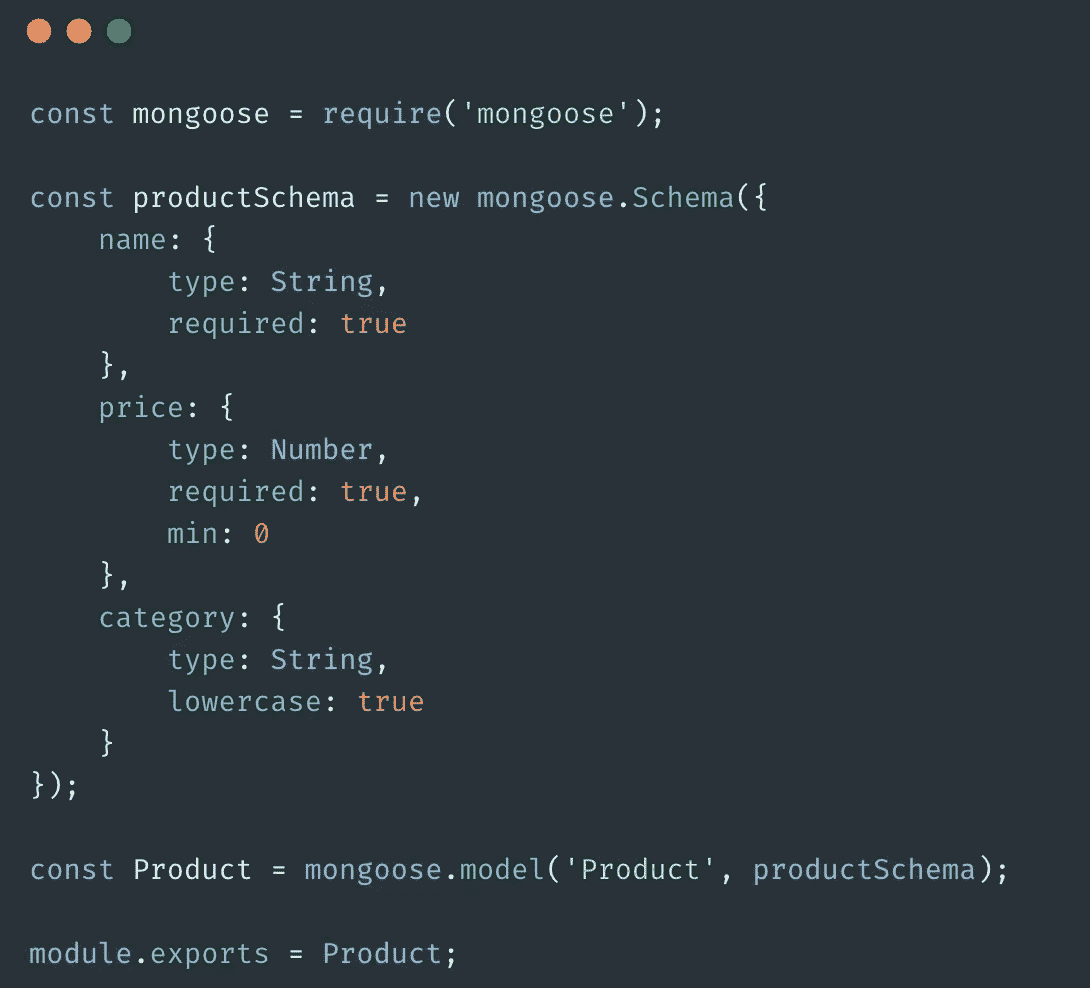 const mongoose = require('mongoose');

const productSchema = new mongoose.Schema({
    name: {
        type: String,
        required: true
    },
    price: {
        type: Number,
        required: true,
        min: 0
    },
    category: {
        type: String,
        lowercase: true
    }
});

const Product = mongoose.model('Product', productSchema);

module.exports = Product;